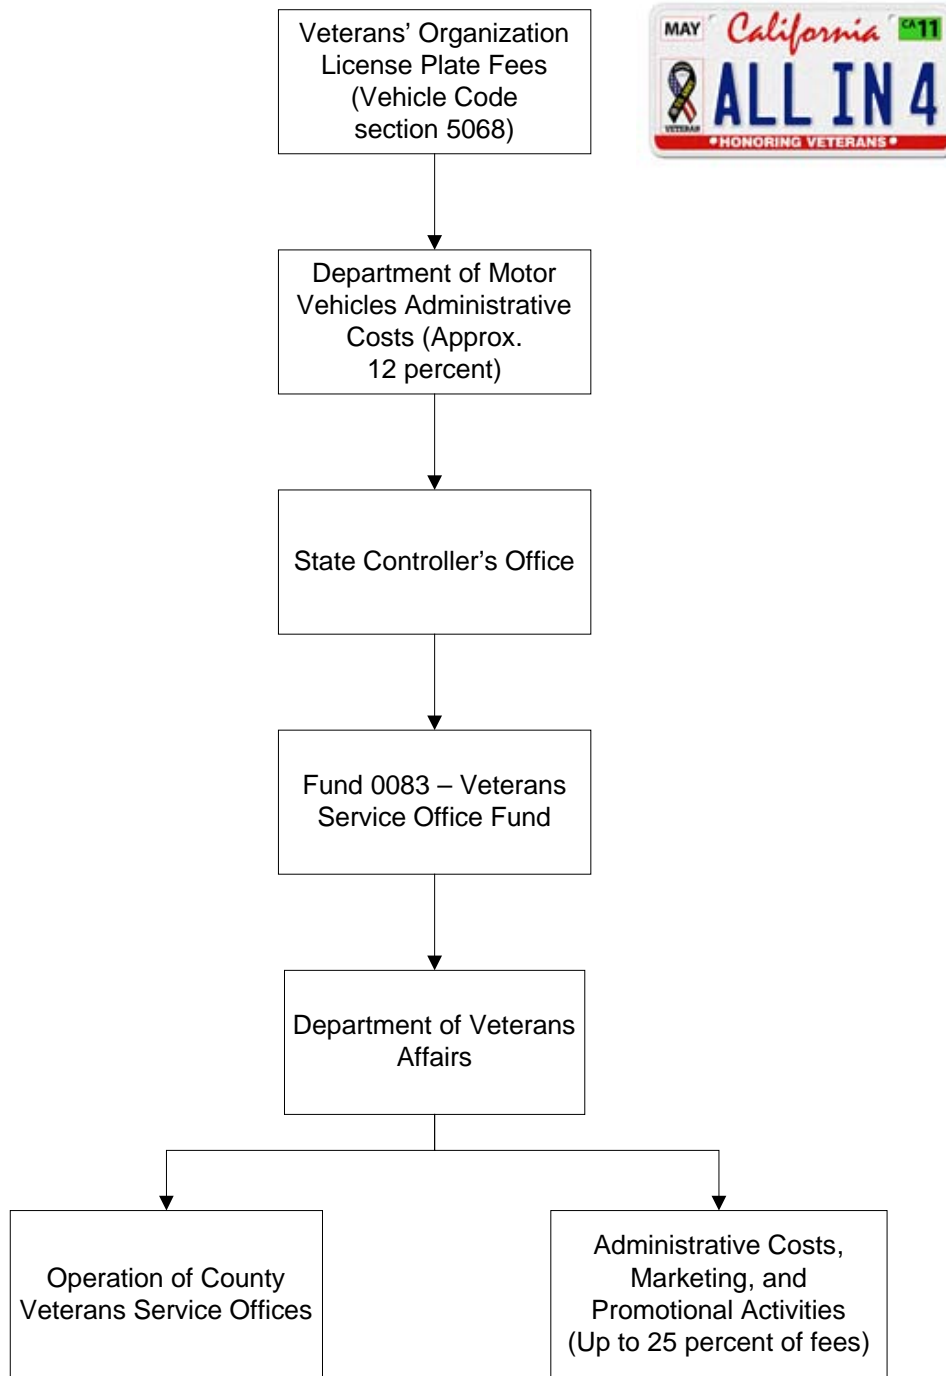 Veterans’ Organization
License Plate Fees
(Vehicle Code
section 5068)
MAY California CA 11
ALL IN 4
VETERAN
HONORING VETERANS
Department of Motor
Vehicles Administrative
Costs (Approx.
12 percent)
State Controller’s Office
Fund 0083 – Veterans
Service Office Fund
Department of Veterans
Affairs
Operation of County
Veterans Service Offices
Administrative Costs,
Marketing, and
Promotional Activities
(Up to 25 percent of fees)